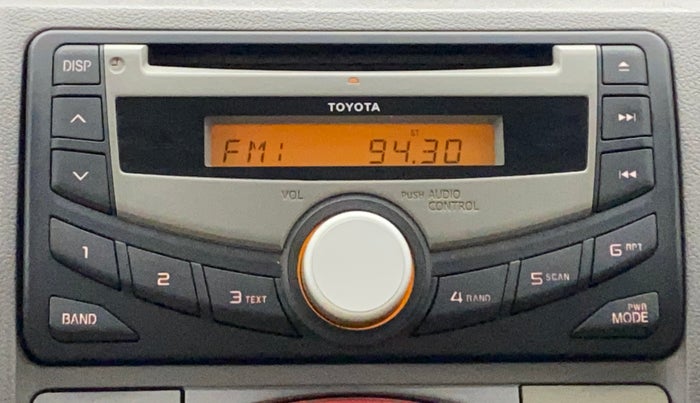 DISP
TOYOTA
ST
FM1 94.30
VOL
PUSH AUDIO CONTROL
1
2
3 TEXT
4 RAND
5 SCAN
6 RPT
BAND
PWR
MODE